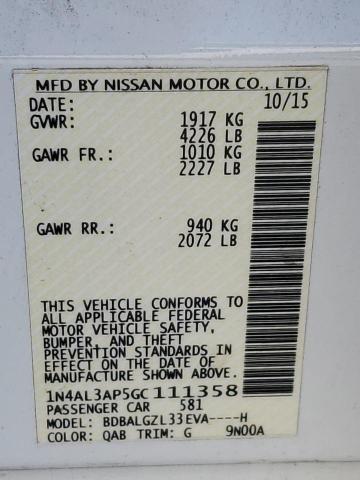 MFD BY NISSAN MOTOR CO., LTD.
DATE: 10/15
GVWR: 1917 KG
4226 LB
GAWR FR.: 1010 KG
2227 LB
GAWR RR.: 940 KG
2072 LB
THIS VEHICLE CONFORMS TO
ALL APPLICABLE FEDERAL
MOTOR VEHICLE SAFETY,
BUMPER, AND THEFT
PREVENTION STANDARDS IN
EFFECT ON THE DATE OF
MANUFACTURE SHOWN ABOVE.
1N4AL3AP5GC111358
PASSENGER CAR 581
MODEL: BDBALGZL33EVA----H
COLOR: QAB TRIM: G 9N00A